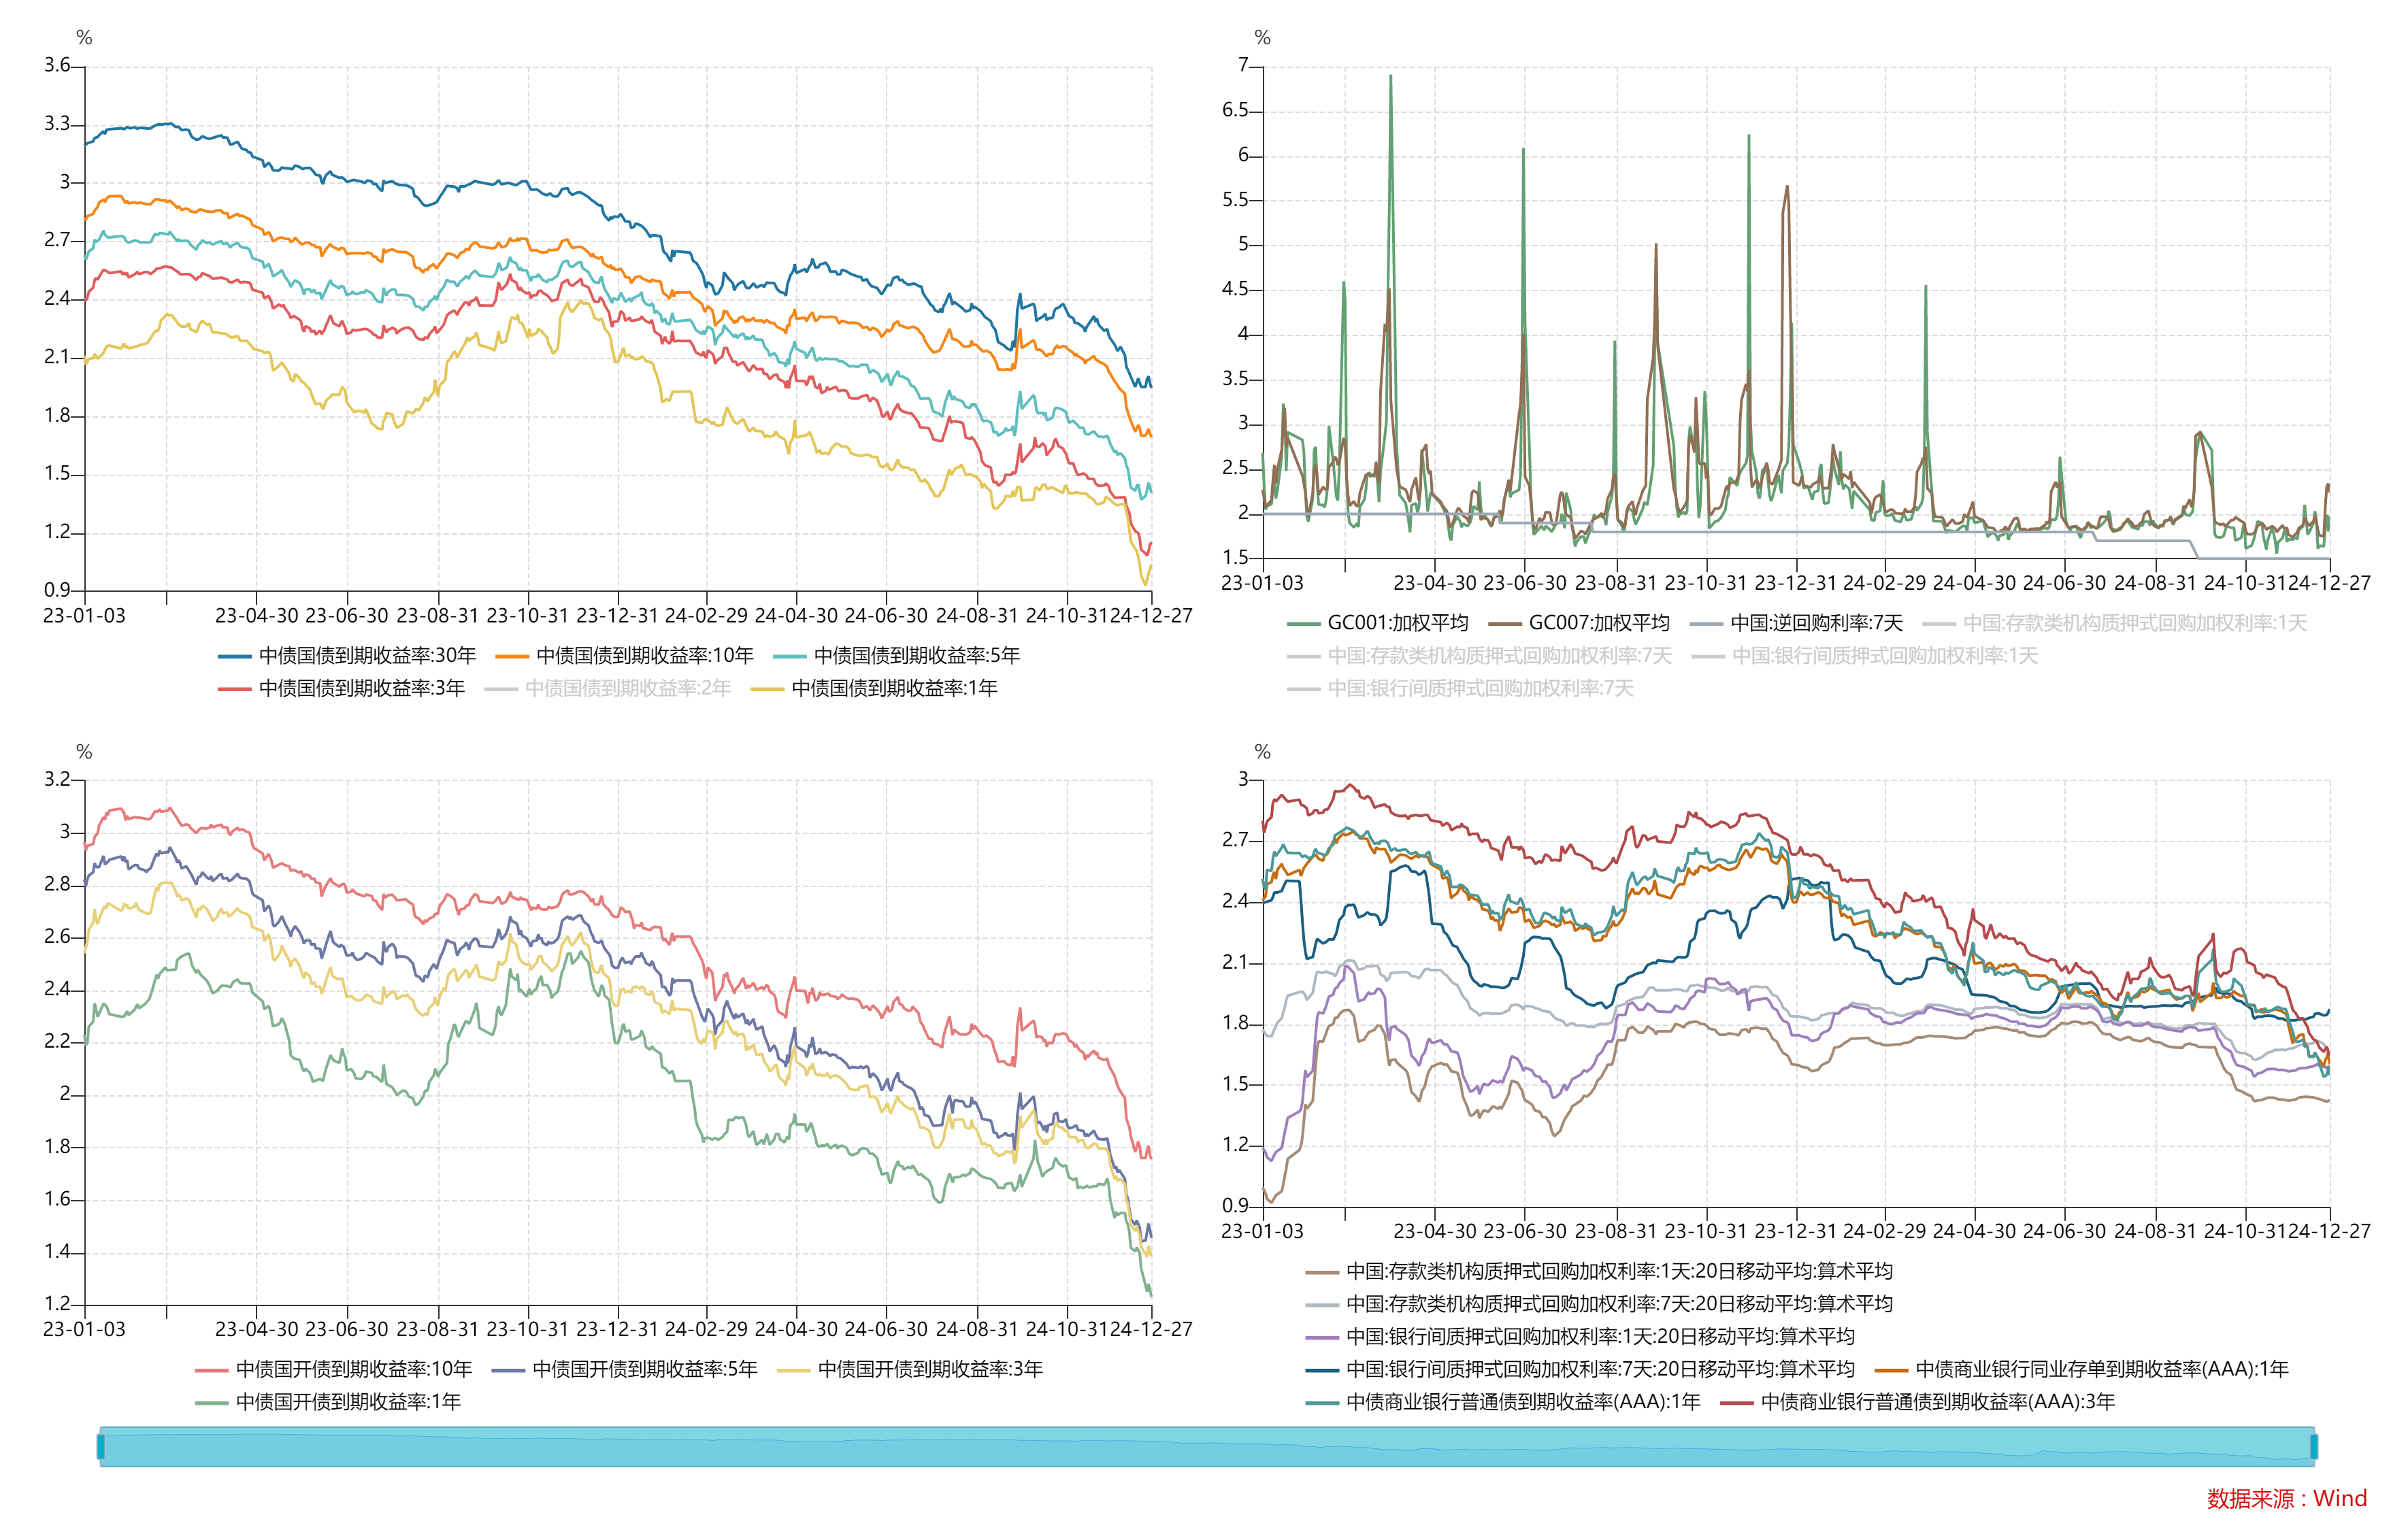 %
3.6
3.3
3
2.7
2.4
2.1
1.8
1.5
1.2
0.9
23-01-03 23-04-30 23-06-30 23-08-31 23-10-31 23-12-31 24-02-29 24-04-30 24-06-30 24-08-31 24-10-31 24-12-27
中债国债到期收益率:30年 中债国债到期收益率:10年 中债国债到期收益率:5年
中债国债到期收益率:3年 中债国债到期收益率:2年 中债国债到期收益率:1年
%
7
6.5
6
5.5
5
4.5
4
3.5
3
2.5
2
1.5
23-01-03 23-04-30 23-06-30 23-08-31 23-10-31 23-12-31 24-02-29 24-04-30 24-06-30 24-08-31 24-10-31 24-12-27
GC001:加权平均 GC007:加权平均 中国:逆回购利率:7天 中国:存款类机构质押式回购加权利率:1天
中国:存款类机构质押式回购加权利率:7天 中国:银行间质押式回购加权利率:1天
中国:银行间质押式回购加权利率:7天
%
3.2
3
2.8
2.6
2.4
2.2
2
1.8
1.6
1.4
1.2
23-01-03 23-04-30 23-06-30 23-08-31 23-10-31 23-12-31 24-02-29 24-04-30 24-06-30 24-08-31 24-10-31 24-12-27
中债国开债到期收益率:10年 中债国开债到期收益率:5年 中债国开债到期收益率:3年
中债国开债到期收益率:1年
%
3
2.7
2.4
2.1
1.8
1.5
1.2
0.9
23-01-03 23-04-30 23-06-30 23-08-31 23-10-31 23-12-31 24-02-29 24-04-30 24-06-30 24-08-31 24-10-31 24-12-27
中国:存款类机构质押式回购加权利率:1天:20日移动平均:算术平均
中国:存款类机构质押式回购加权利率:7天:20日移动平均:算术平均
中国:银行间质押式回购加权利率:1天:20日移动平均:算术平均
中国:银行间质押式回购加权利率:7天:20日移动平均:算术平均 中债商业银行同业存单到期收益率(AAA):1年
中债商业银行普通债到期收益率(AAA):1年 中债商业银行普通债到期收益率(AAA):3年
数据来源：Wind